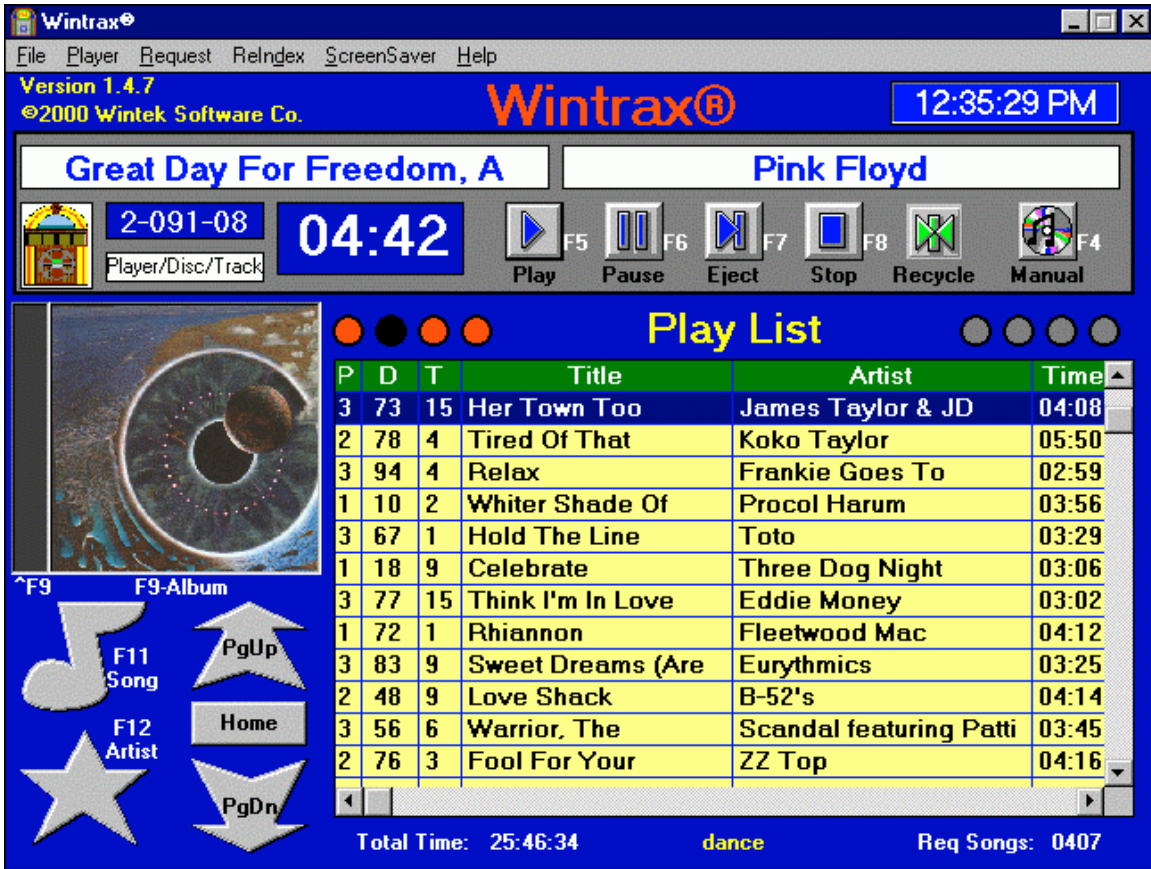 Wintrax®
File Player Request ReIndex ScreenSaver Help
Version 1.4.7
©2000 Wintek Software Co.
Wintrax®
12:35:29 PM
Great Day For Freedom, A Pink Floyd
2-091-08
Player/Disc/Track
04:42
F5 F6 F7 F8 F4
Play Pause Eject Stop Recycle Manual
^F9 F9-Album
F11
Song
F12
Artist
PgUp
Home
PgDn
Play List
P D T Title Artist Time
3 73 15 Her Town Too James Taylor & JD 04:08
2 78 4 Tired Of That Koko Taylor 05:50
3 94 4 Relax Frankie Goes To 02:59
1 10 2 Whiter Shade Of Procol Harum 03:56
3 67 1 Hold The Line Toto 03:29
1 18 9 Celebrate Three Dog Night 03:06
3 77 15 Think I'm In Love Eddie Money 03:02
1 72 1 Rhiannon Fleetwood Mac 04:12
3 83 9 Sweet Dreams (Are Eurythmics 03:25
2 48 9 Love Shack B-52's 04:14
3 56 6 Warrior, The Scandal featuring Patti 03:45
2 76 3 Fool For Your ZZ Top 04:16
Total Time: 25:46:34 dance Req Songs: 0407